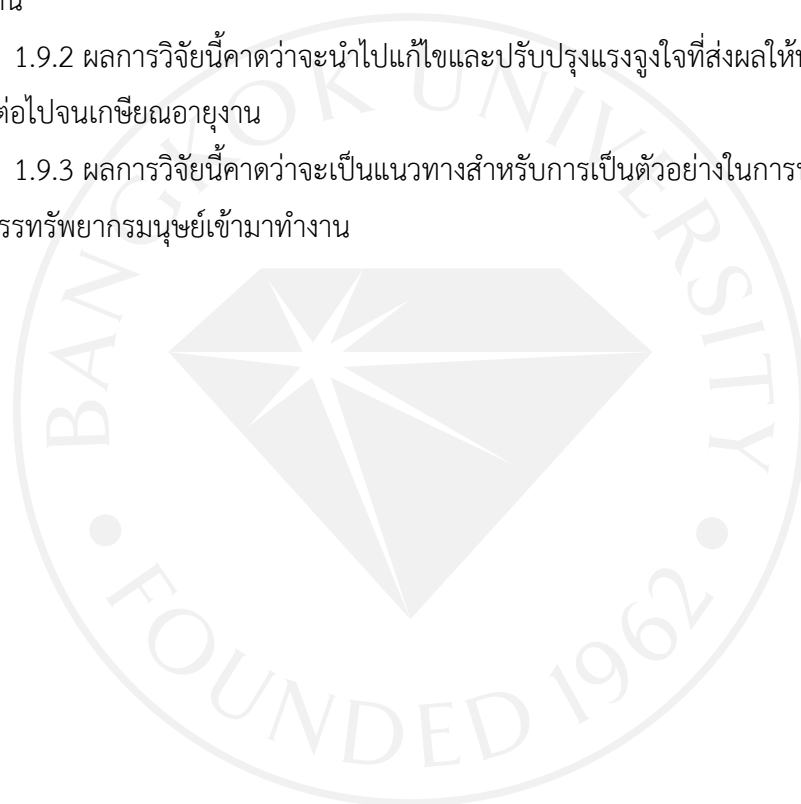 1.9.2 ผลการวิจัยนี้คาดว่าจะนำไปแก้ไขและปรับปรุงแรงจูงใจที่ส่งผลให้
ต่อไปจนเกษียณอายุงาน
1.9.3 ผลการวิจัยนี้คาดว่าจะเป็นแนวทางสำหรับการเป็นตัวอย่างในการ
รรทรัพยากรมนุษย์เข้ามาทำงาน
BANGKOK UNIVERSITY
• FOUNDED 1962 •